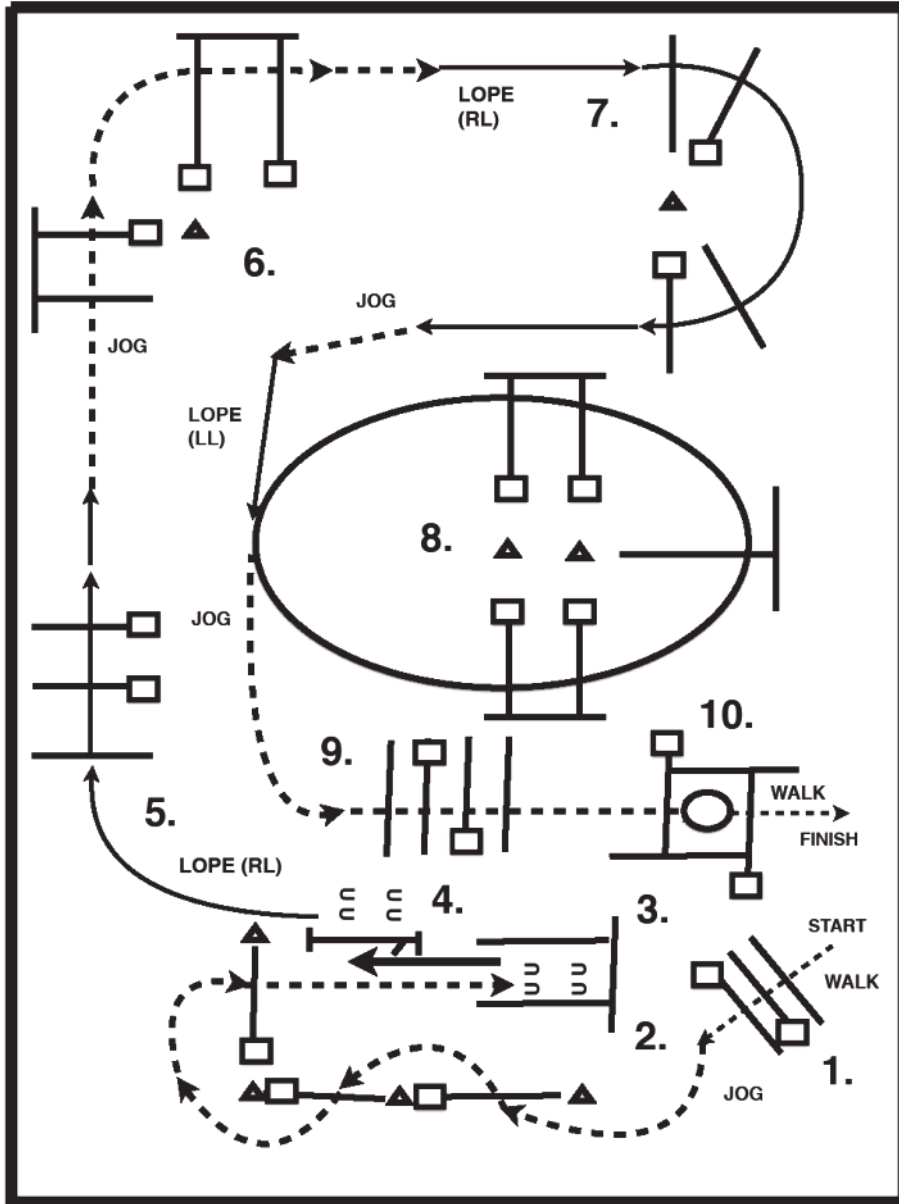 LOPE
(RL)
7.
6.
JOG
JOG
LOPE
(LL)
8.
JOG
10.
9.
WALK
FINISH
5.
LOPE (RL)
4.
3.
START
WALK
2.
1.
JOG